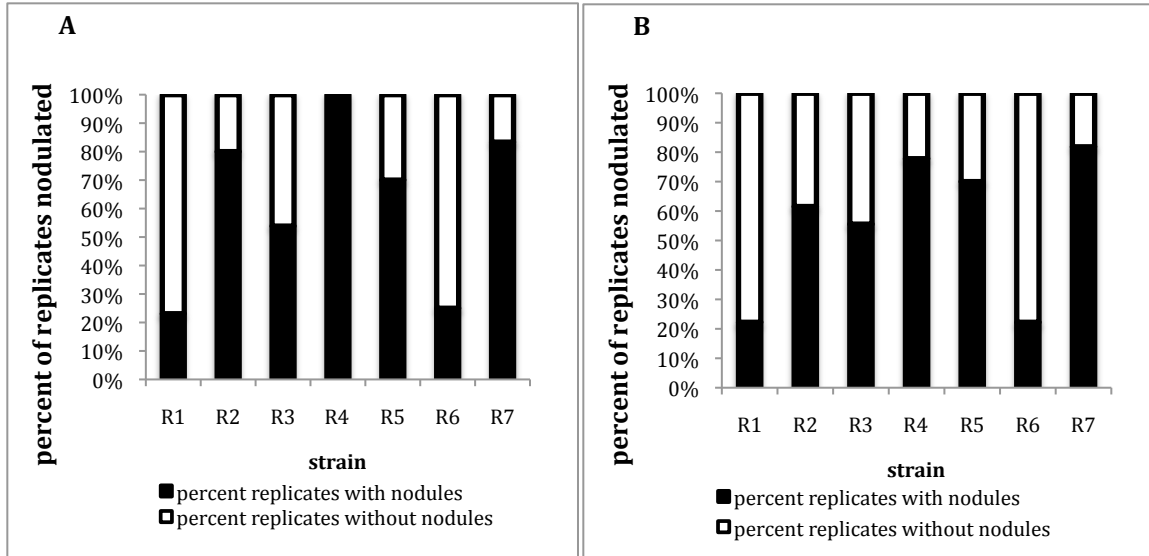 A
percent of replicates nodulated
100%
90%
80%
70%
60%
50%
40%
30%
20%
10%
0%
R1 R2 R3 R4 R5 R6 R7
strain
percent replicates with nodules
percent replicates without nodules
B
percent of replicates nodulated
100%
90%
80%
70%
60%
50%
40%
30%
20%
10%
0%
R1 R2 R3 R4 R5 R6 R7
strain
percent replicates with nodules
percent replicates without nodules